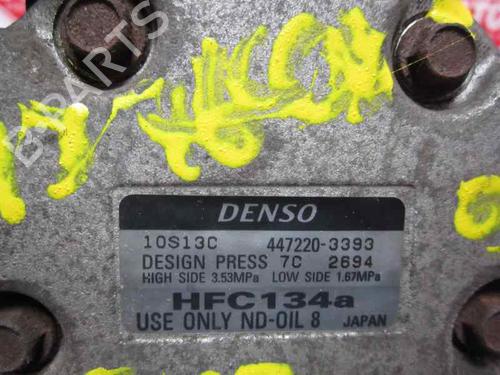 B-PARTS
DENSO
10S13C 447220-3393
DESIGN PRESS 7C 2694
HIGH SIDE 3.53MPa LOW SIDE 1.67MPa
HFC134a
USE ONLY ND-OIL 8 JAPAN